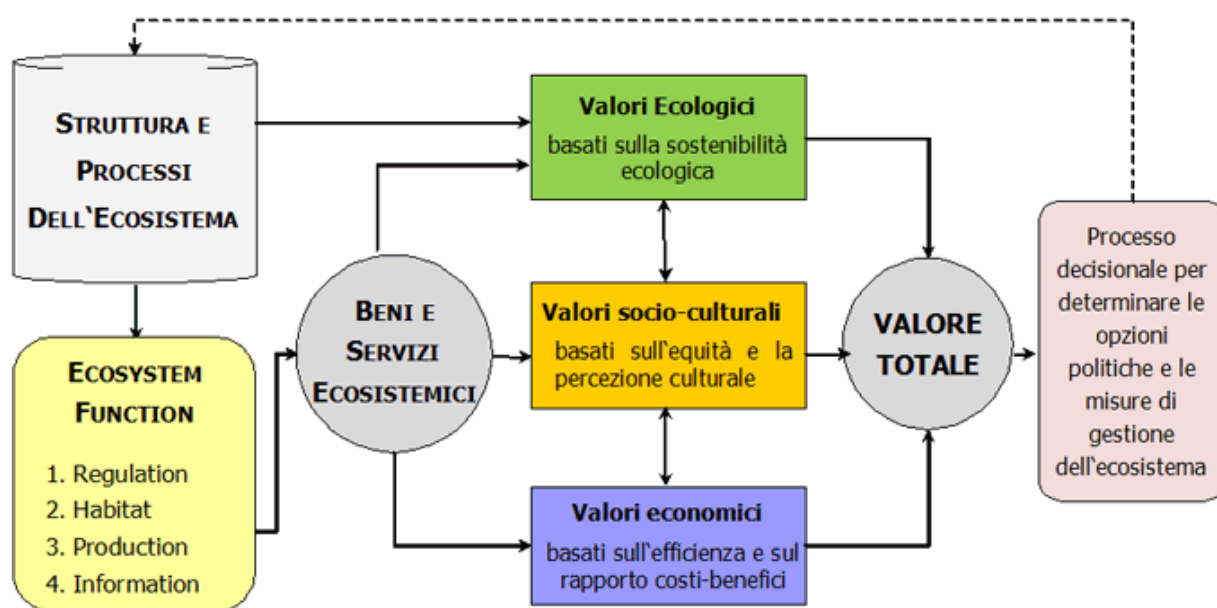 STRUTTURA E
PROCESSI
DELL‛ECOSISTEMA
ECOSYSTEM
FUNCTION
1. Regulation
2. Habitat
3. Production
4. Information
BENI E
SERVIZI
ECOSISTEMICI
Valori Ecologici
basati sulla sostenibilità
ecologica
Valori socio-culturali
basati sull‛equità e la
percezione culturale
Valori economici
basati sull‛efficienza e sul
rapporto costi-benefici
VALORE
TOTALE
Processo
decisionale per
determinare le
opzioni
politiche e le
misure di
gestione
dell‛ecosistema